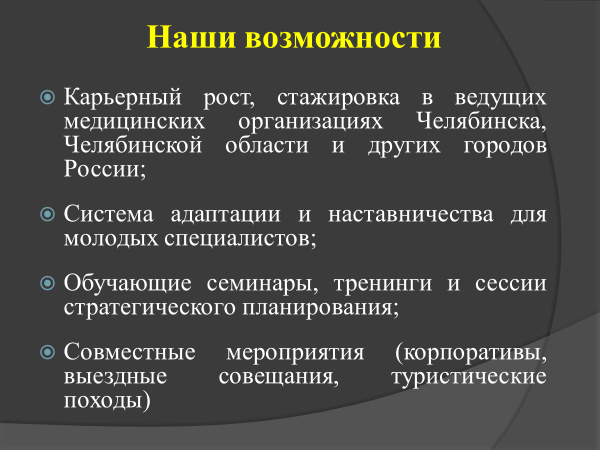 Наши возможности
Карьерный рост, стажировка в ведущих
медицинских организациях Челябинска,
Челябинской области и других городов
России;
Система адаптации и наставничества для
молодых специалистов;
Обучающие семинары, тренинги и сессии
стратегического планирования;
Совместные мероприятия (корпоративы,
выездные совещания, туристические
походы)